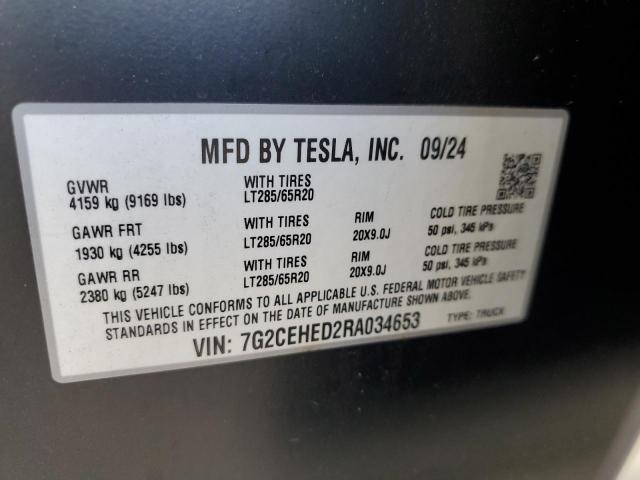 MFD BY TESLA, INC. 09/24
GVWR WITH TIRES
4159 kg (9169 lbs) LT285/65R20
GAWR FRT WITH TIRES RIM COLD TIRE PRESSURE
1930 kg (4255 lbs) LT285/65R20 20X9.0J 50 psi, 345 kPa
GAWR RR WITH TIRES RIM COLD TIRE PRESSURE
2380 kg (5247 lbs) LT285/65R20 20X9.0J 50 psi, 345 kPa
THIS VEHICLE CONFORMS TO ALL APPLICABLE U.S. FEDERAL MOTOR VEHICLE SAFETY
STANDARDS IN EFFECT ON THE DATE OF MANUFACTURE SHOWN ABOVE.
VIN: 7G2CEHED2RA034653 TYPE: TRUCK